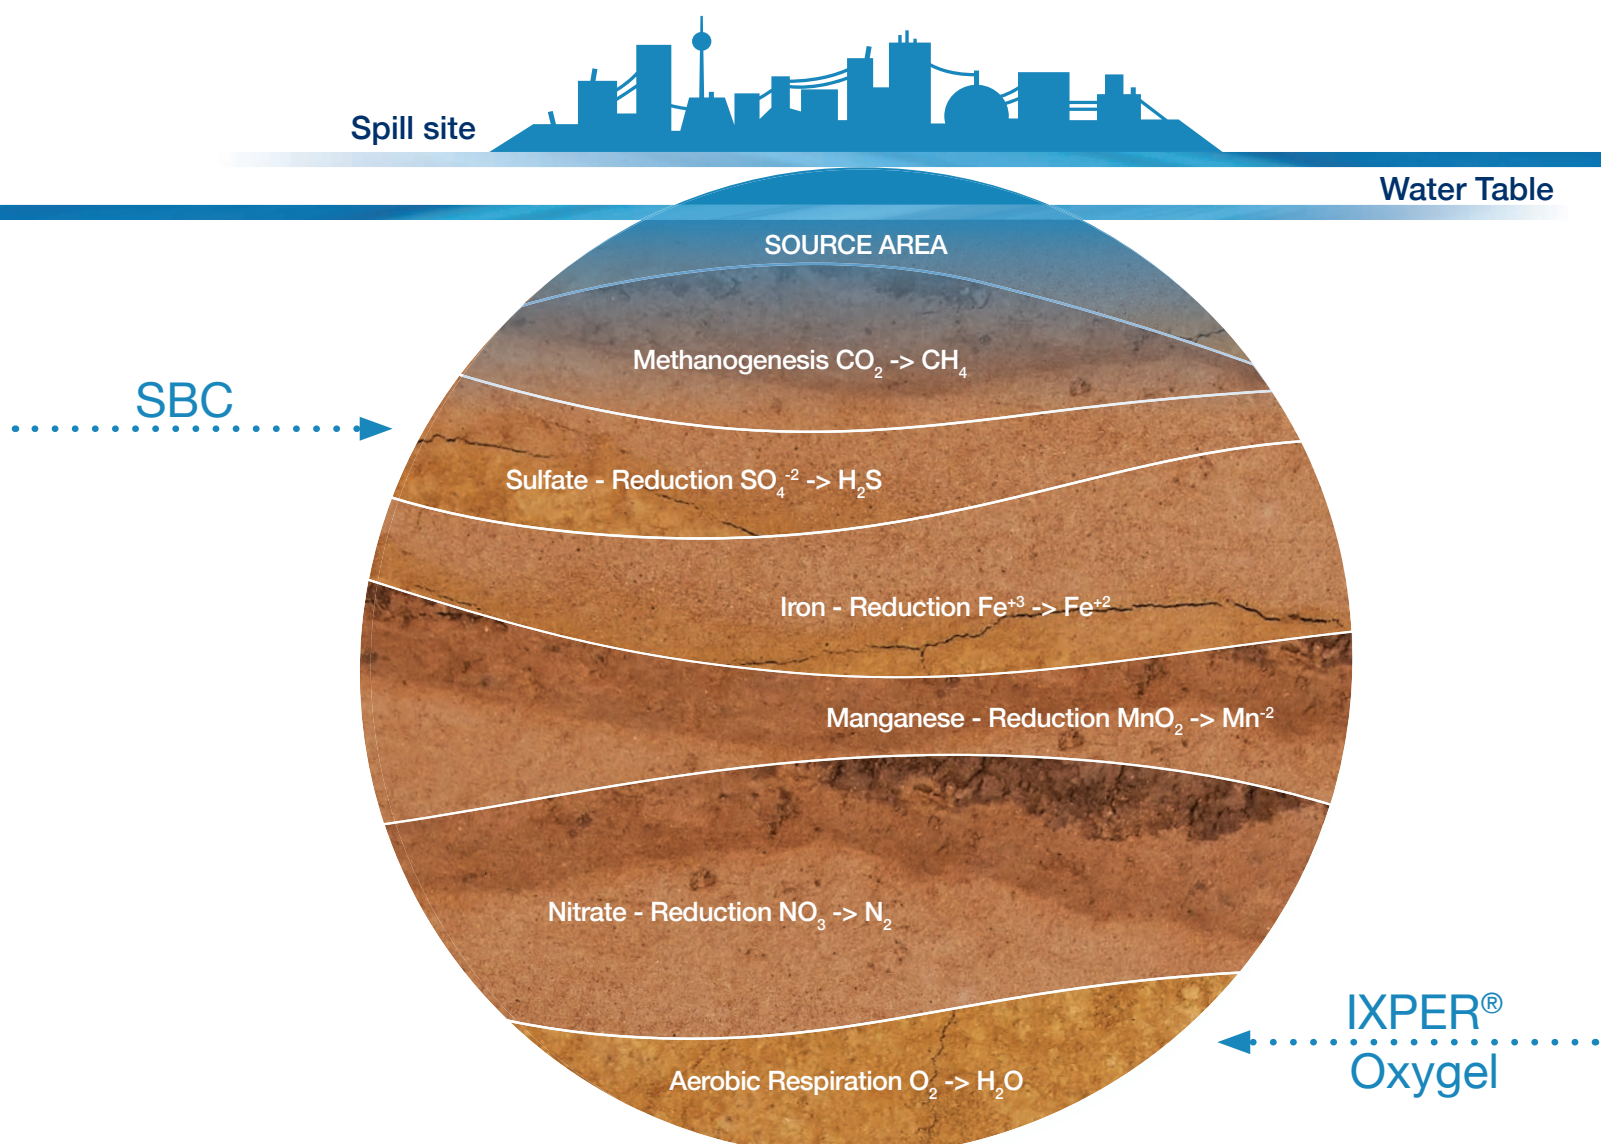 Spill site
Water Table
SOURCE AREA
Methanogenesis CO₂ -> CH₄
SBC
Sulfate - Reduction SO₄⁻² -> H₂S
Iron - Reduction Fe⁺³ -> Fe⁺²
Manganese - Reduction MnO₂ -> Mn⁻²
Nitrate - Reduction NO₃ -> N₂
IXPER®
Oxygel
Aerobic Respiration O₂ -> H₂O